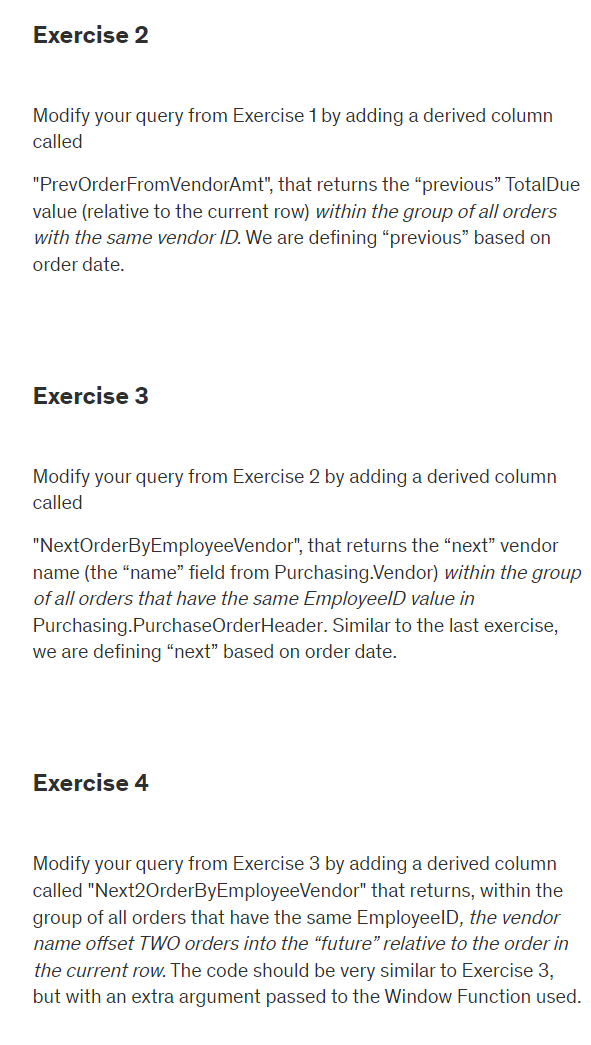 Exercise 2
Modify your query from Exercise 1 by adding a derived column
called
"PrevOrderFromVendorAmt", that returns the “previous” TotalDue
value (relative to the current row) within the group of all orders
with the same vendor ID. We are defining “previous” based on
order date.
Exercise 3
Modify your query from Exercise 2 by adding a derived column
called
"NextOrderByEmployeeVendor", that returns the “next” vendor
name (the “name” field from Purchasing.Vendor) within the group
of all orders that have the same EmployeeID value in
Purchasing.PurchaseOrderHeader. Similar to the last exercise,
we are defining “next” based on order date.
Exercise 4
Modify your query from Exercise 3 by adding a derived column
called "Next2OrderByEmployeeVendor" that returns, within the
group of all orders that have the same EmployeeID, the vendor
name offset TWO orders into the “future” relative to the order in
the current row. The code should be very similar to Exercise 3,
but with an extra argument passed to the Window Function used.